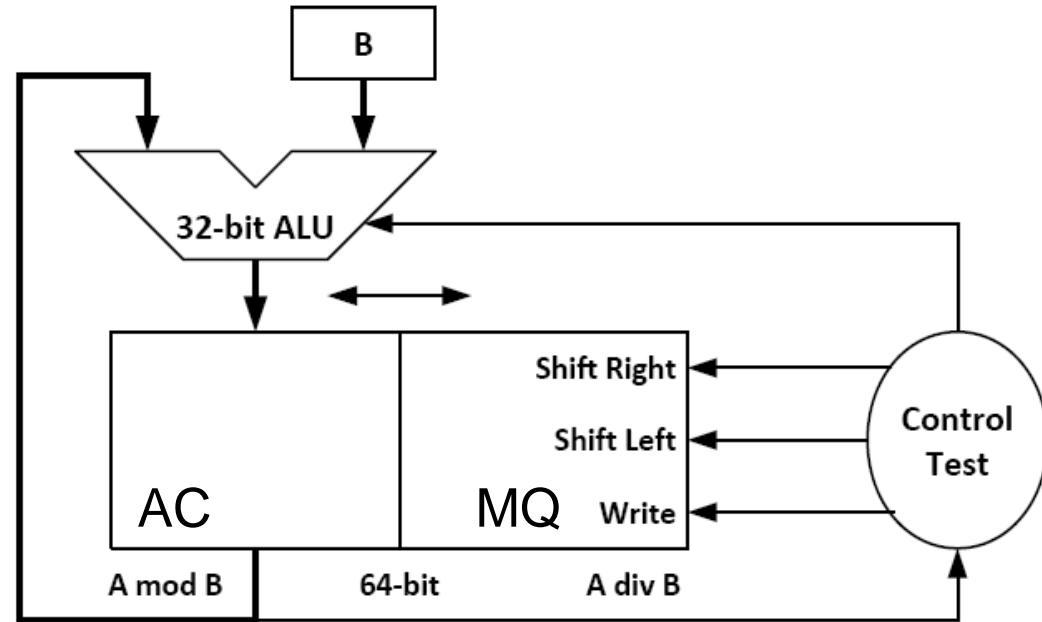 B
32-bit ALU
Shift Right
Shift Left
Control
Test
AC
MQ
Write
A mod B
64-bit
A div B